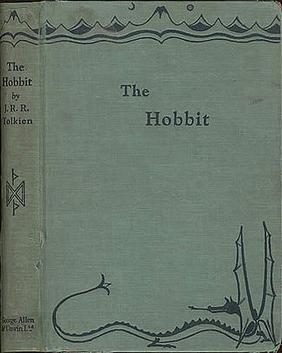 The
Hobbit
by
J. R. R.
Tolkien
George Allen
& Unwin Ltd
The
Hobbit